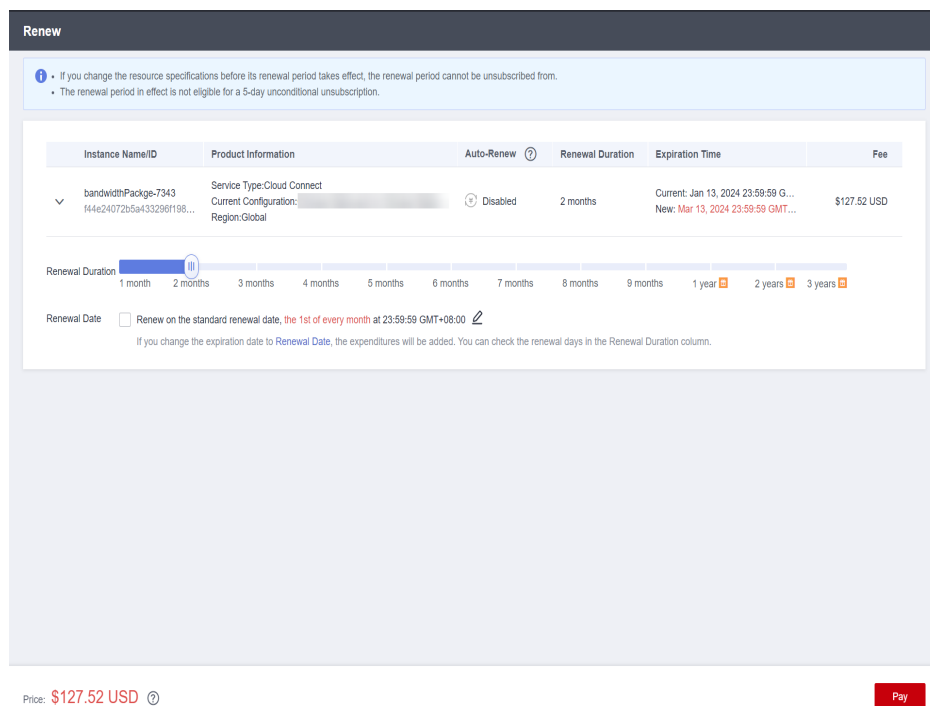 Renew
• If you change the resource specifications before its renewal period takes effect, the renewal period cannot be unsubscribed from.
• The renewal period in effect is not eligible for a 5-day unconditional unsubscription.
Instance Name/ID Product Information Auto-Renew ? Renewal Duration Expiration Time Fee
bandwidthPackge-7343
f44e24072b5a433296f198...
Service Type:Cloud Connect
Current Configuration:
Region:Global
Disabled
2 months
Current: Jan 13, 2024 23:59:59 G...
New: Mar 13, 2024 23:59:59 GMT...
$127.52 USD
Renewal Duration
1 month 2 months 3 months 4 months 5 months 6 months 7 months 8 months 9 months 1 year 2 years 3 years
Renewal Date Renew on the standard renewal date, the 1st of every month at 23:59:59 GMT+08:00
If you change the expiration date to Renewal Date, the expenditures will be added. You can check the renewal days in the Renewal Duration column.
Price: $127.52 USD ?
Pay